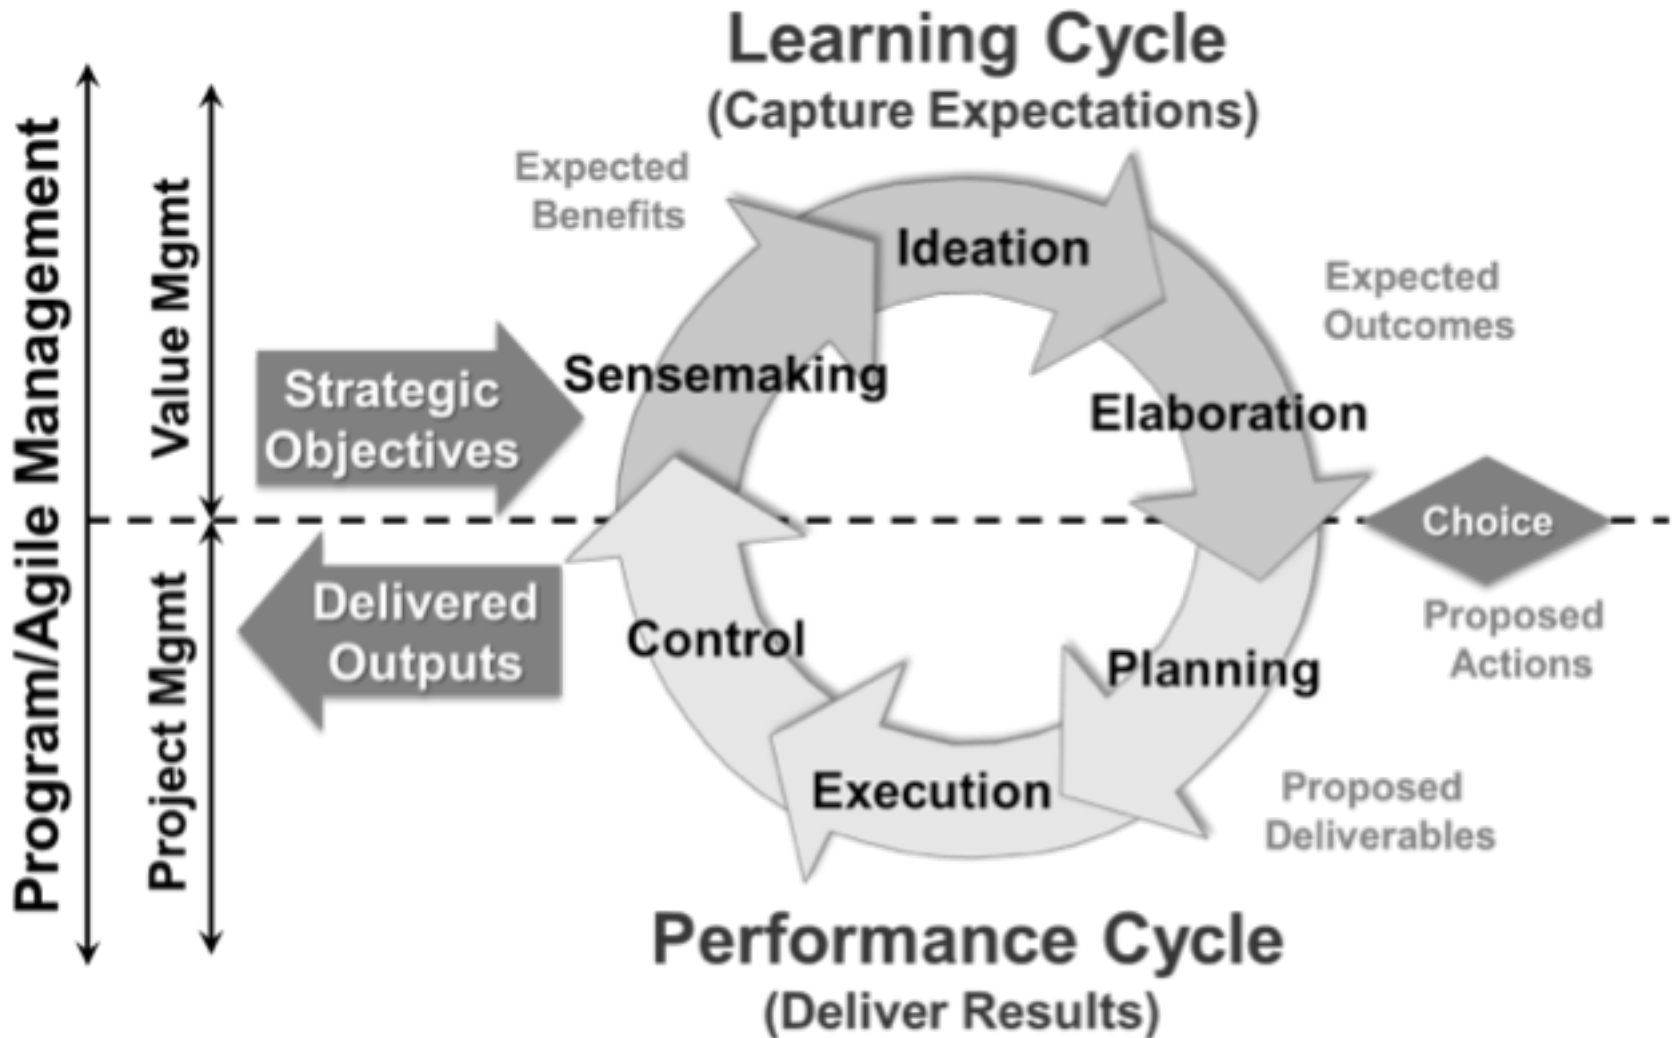 Learning Cycle
(Capture Expectations)
Expected
Benefits
Ideation
Expected
Outcomes
Program/Agile Management
Value Mgmt
Strategic
Objectives
Sensemaking
Elaboration
Choice
Delivered
Outputs
Project Mgmt
Control
Planning
Proposed
Actions
Execution
Proposed
Deliverables
Performance Cycle
(Deliver Results)